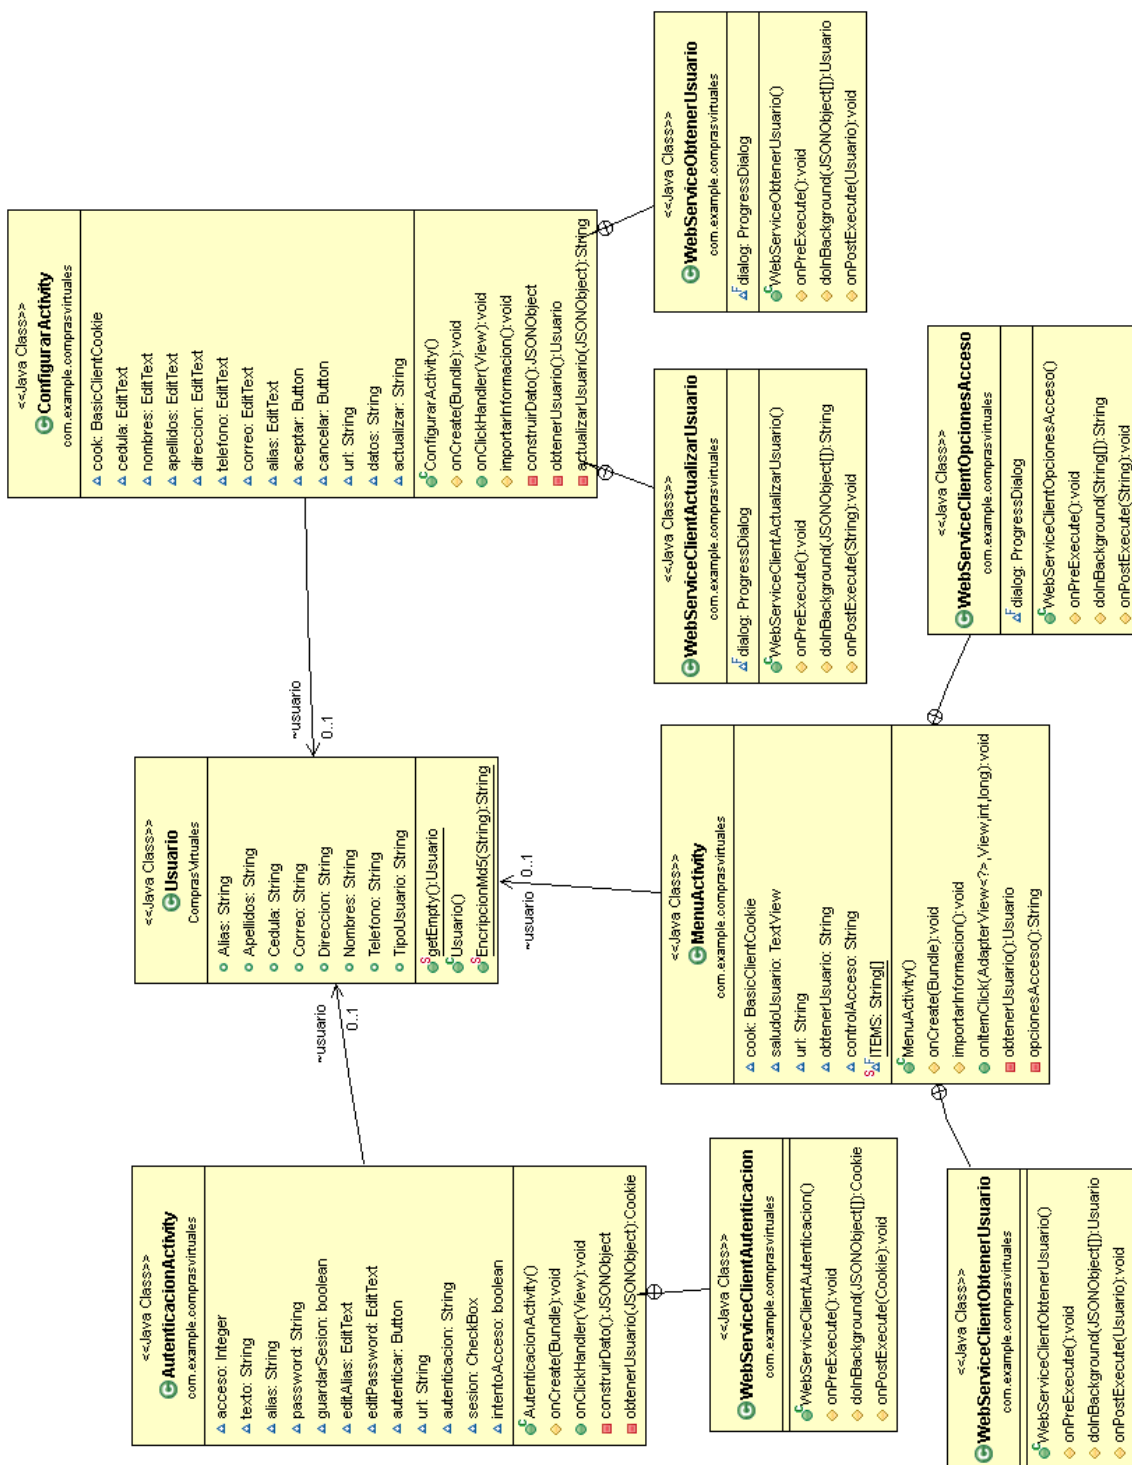 <<Java Class>>
AutenticacionActivity
com.example.comprasvirtuales
acceso: Integer
texto: String
alias: String
password: String
guardarSesion: boolean
editAlias: EditText
editPassword: EditText
autenticar: Button
url: String
autenticacion: String
sesion: CheckBox
intentoAcceso: boolean
AutenticacionActivity()
onCreate(Bundle):void
onClickHandler(View):void
construirDato():JSONObject
obtenerUsuario(JSONObject):Cookie
~usuario
0..1
<<Java Class>>
Usuario
ComprasVirtuales
Alias: String
Apellidos: String
Cedula: String
Correo: String
Direccion: String
Nombres: String
Telefono: String
TipoUsuario: String
getEmpty():Usuario
Usuario()
EncripcionMd5(String):String
~usuario
0..1
<<Java Class>>
ConfigurarActivity
com.example.comprasvirtuales
cook: BasicClientCookie
cedula: EditText
nombres: EditText
apellidos: EditText
direccion: EditText
telefono: EditText
correo: EditText
alias: EditText
aceptar: Button
cancelar: Button
url: String
datos: String
actualizar: String
ConfigurarActivity()
onCreate(Bundle):void
onClickHandler(View):void
importarInformacion():void
construirDato():JSONObject
obtenerUsuario():Usuario
actualizarUsuario(JSONObject):String
~usuario
0..1
<<Java Class>>
WebServiceClientAutenticacion
com.example.comprasvirtuales
WebServiceClientAutenticacion()
onPreExecute():void
doInBackground(JSONObject[]):Cookie
onPostExecute(Cookie):void
<<Java Class>>
MenuActivity
com.example.comprasvirtuales
cook: BasicClientCookie
saludoUsuario: TextView
url: String
obtenerUsuario: String
controlAcceso: String
ITEMS: String[]
MenuActivity()
onCreate(Bundle):void
importarInformacion():void
onItemClick(AdapterView<?>,View,int,long):void
obtenerUsuario():Usuario
opcionesAcceso():String
<<Java Class>>
WebServiceClientActualizarUsuario
com.example.comprasvirtuales
dialog: ProgressDialog
WebServiceClientActualizarUsuario()
onPreExecute():void
doInBackground(JSONObject[]):String
onPostExecute(String):void
<<Java Class>>
WebServiceObtenerUsuario
com.example.comprasvirtuales
dialog: ProgressDialog
WebServiceObtenerUsuario()
onPreExecute():void
doInBackground(JSONObject[]):Usuario
onPostExecute(Usuario):void
<<Java Class>>
WebServiceClientObtenerUsuario
com.example.comprasvirtuales
WebServiceClientObtenerUsuario()
onPreExecute():void
doInBackground(JSONObject[]):Usuario
onPostExecute(Usuario):void
<<Java Class>>
WebServiceClientOpcionesAcceso
com.example.comprasvirtuales
dialog: ProgressDialog
WebServiceClientOpcionesAcceso()
onPreExecute():void
doInBackground(String[]):String
onPostExecute(String):void